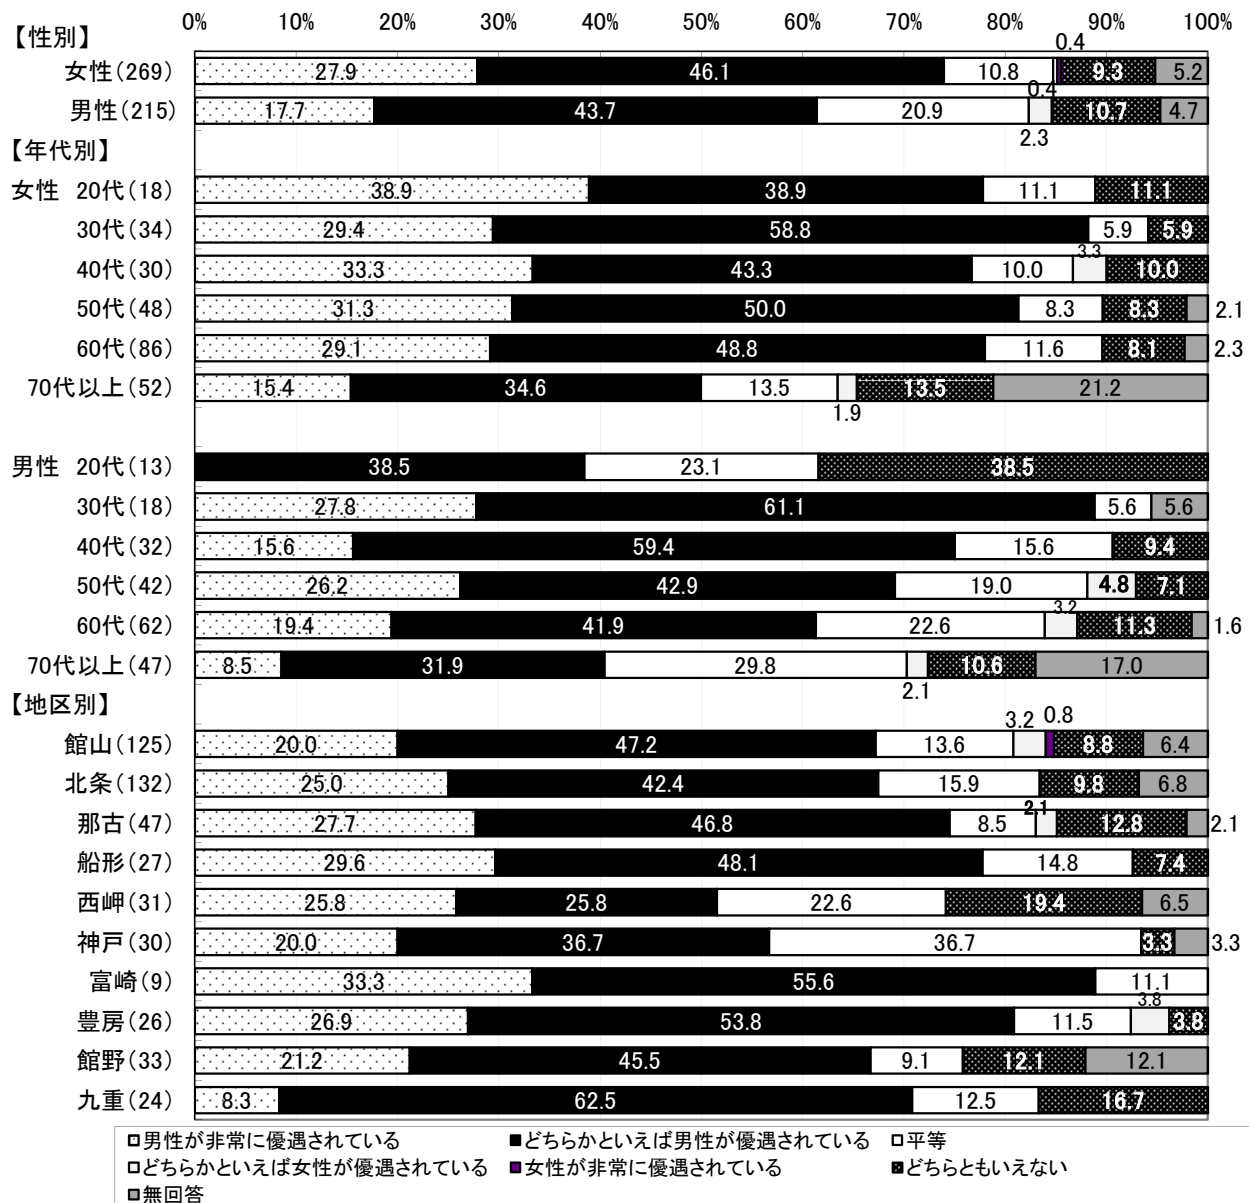 0% 10% 20% 30% 40% 50% 60% 70% 80% 90% 100%
【性別】
0.4
女性(269) 27.9 46.1 10.8 9.3 5.2
0.4
男性(215) 17.7 43.7 20.9 10.7 4.7
2.3
【年代別】
女性 20代(18) 38.9 38.9 11.1 11.1
30代(34) 29.4 58.8 5.9 5.9
3.3
40代(30) 33.3 43.3 10.0 10.0
50代(48) 31.3 50.0 8.3 8.3 2.1
60代(86) 29.1 48.8 11.6 8.1 2.3
70代以上(52) 15.4 34.6 13.5 13.5 21.2
1.9
男性 20代(13) 38.5 23.1 38.5
30代(18) 27.8 61.1 5.6 5.6
40代(32) 15.6 59.4 15.6 9.4
50代(42) 26.2 42.9 19.0 4.8 7.1
3.2
60代(62) 19.4 41.9 22.6 11.3 1.6
70代以上(47) 8.5 31.9 29.8 10.6 17.0
2.1
【地区別】
3.2 0.8
館山(125) 20.0 47.2 13.6 8.8 6.4
北条(132) 25.0 42.4 15.9 9.8 6.8
2.1
那古(47) 27.7 46.8 8.5 12.8 2.1
船形(27) 29.6 48.1 14.8 7.4
西岬(31) 25.8 25.8 22.6 19.4 6.5
神戸(30) 20.0 36.7 36.7 3.3 3.3
富崎(9) 33.3 55.6 11.1
3.8
豊房(26) 26.9 53.8 11.5 3.8
館野(33) 21.2 45.5 9.1 12.1 12.1
九重(24) 8.3 62.5 12.5 16.7
男性が非常に優遇されている どちらかといえば男性が優遇されている 平等
どちらかといえば女性が優遇されている 女性が非常に優遇されている どちらともいえない
無回答